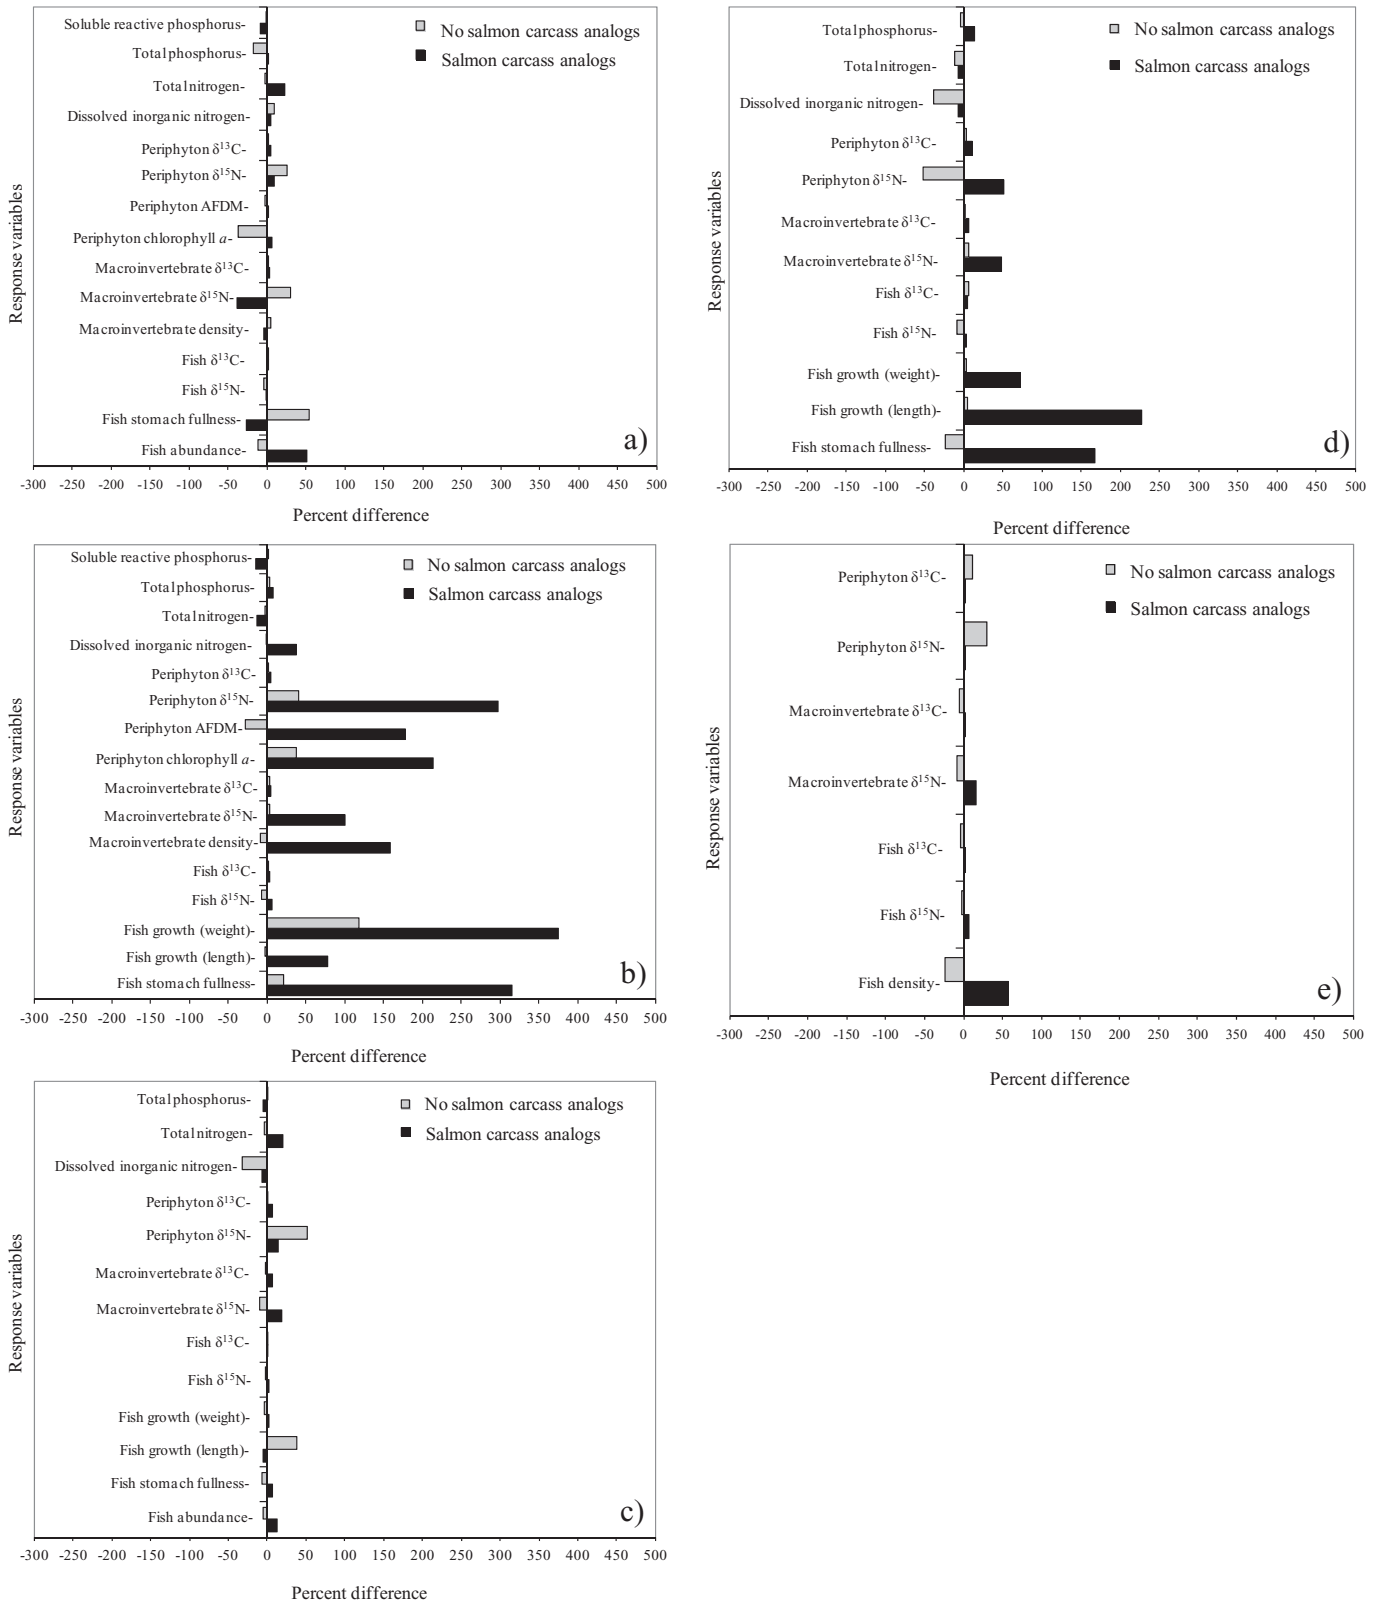 Response variables
Soluble reactive phosphorus-
Total phosphorus-
Total nitrogen-
Dissolved inorganic nitrogen-
Periphyton δ¹³C-
Periphyton δ¹⁵N-
Periphyton AFDM-
Periphyton chlorophyll a-
Macroinvertebrate δ¹³C-
Macroinvertebrate δ¹⁵N-
Macroinvertebrate density-
Fish δ¹³C-
Fish δ¹⁵N-
Fish stomach fullness-
Fish abundance-
No salmon carcass analogs
Salmon carcass analogs
a)
-300 -250 -200 -150 -100 -50 0 50 100 150 200 250 300 350 400 450 500
Percent difference
Response variables
Soluble reactive phosphorus-
Total phosphorus-
Total nitrogen-
Dissolved inorganic nitrogen-
Periphyton δ¹³C-
Periphyton δ¹⁵N-
Periphyton AFDM-
Periphyton chlorophyll a-
Macroinvertebrate δ¹³C-
Macroinvertebrate δ¹⁵N-
Macroinvertebrate density-
Fish δ¹³C-
Fish δ¹⁵N-
Fish growth (weight)-
Fish growth (length)-
Fish stomach fullness-
No salmon carcass analogs
Salmon carcass analogs
b)
-300 -250 -200 -150 -100 -50 0 50 100 150 200 250 300 350 400 450 500
Percent difference
Response variables
Total phosphorus-
Total nitrogen-
Dissolved inorganic nitrogen-
Periphyton δ¹³C-
Periphyton δ¹⁵N-
Macroinvertebrate δ¹³C-
Macroinvertebrate δ¹⁵N-
Fish δ¹³C-
Fish δ¹⁵N-
Fish growth (weight)-
Fish growth (length)-
Fish stomach fullness-
Fish abundance-
No salmon carcass analogs
Salmon carcass analogs
c)
-300 -250 -200 -150 -100 -50 0 50 100 150 200 250 300 350 400 450 500
Percent difference
Response variables
Total phosphorus-
Total nitrogen-
Dissolved inorganic nitrogen-
Periphyton δ¹³C-
Periphyton δ¹⁵N-
Macroinvertebrate δ¹³C-
Macroinvertebrate δ¹⁵N-
Fish δ¹³C-
Fish δ¹⁵N-
Fish growth (weight)-
Fish growth (length)-
Fish stomach fullness-
No salmon carcass analogs
Salmon carcass analogs
d)
-300 -250 -200 -150 -100 -50 0 50 100 150 200 250 300 350 400 450 500
Percent difference
Response variables
Periphyton δ¹³C-
Periphyton δ¹⁵N-
Macroinvertebrate δ¹³C-
Macroinvertebrate δ¹⁵N-
Fish δ¹³C-
Fish δ¹⁵N-
Fish density-
No salmon carcass analogs
Salmon carcass analogs
e)
-300 -250 -200 -150 -100 -50 0 50 100 150 200 250 300 350 400 450 500
Percent difference